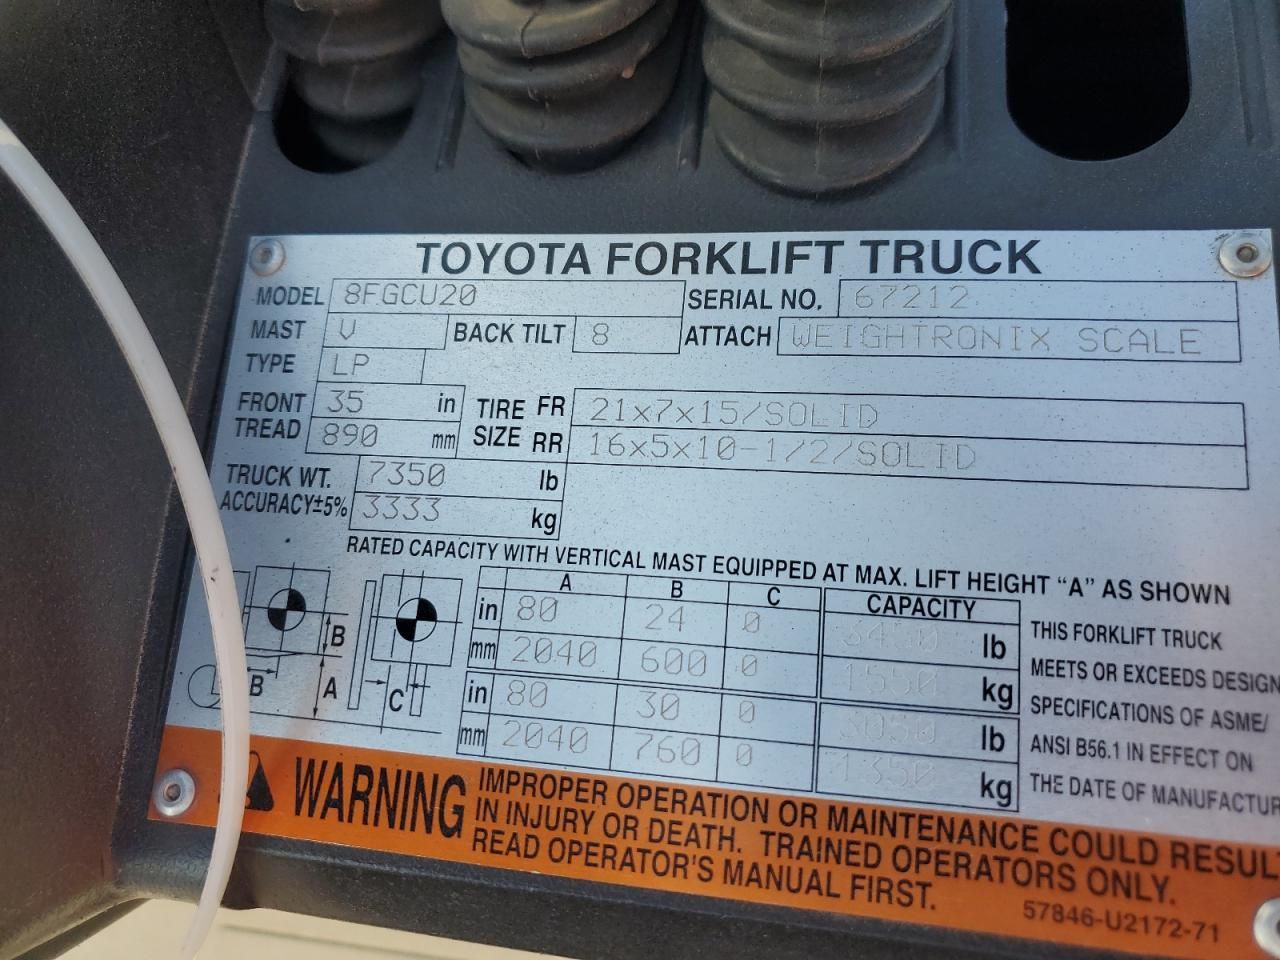 TOYOTA FORKLIFT TRUCK
MODEL 8FGCU20 SERIAL NO. 67212
MAST V BACK TILT 8 ATTACH WEIGHTRONIX SCALE
TYPE LP
FRONT TREAD 35 in TIRE SIZE FR 21x7x15/SOLID
890 mm RR 16x5x10-1/2/SOLID
TRUCK WT. 7350 lb
ACCURACY±5% 3333 kg
RATED CAPACITY WITH VERTICAL MAST EQUIPPED AT MAX. LIFT HEIGHT "A" AS SHOWN
A B C CAPACITY
in 80 24 0 lb
mm 2040 600 0 1550 kg
in 80 30 0 3050 lb
mm 2040 760 0 1350 kg
B
B A C
THIS FORKLIFT TRUCK
MEETS OR EXCEEDS DESIGN
SPECIFICATIONS OF ASME/
ANSI B56.1 IN EFFECT ON
THE DATE OF MANUFACTUR
WARNING
IMPROPER OPERATION OR MAINTENANCE COULD RESUL
IN INJURY OR DEATH. TRAINED OPERATORS ONLY.
READ OPERATOR'S MANUAL FIRST.
57846-U2172-71